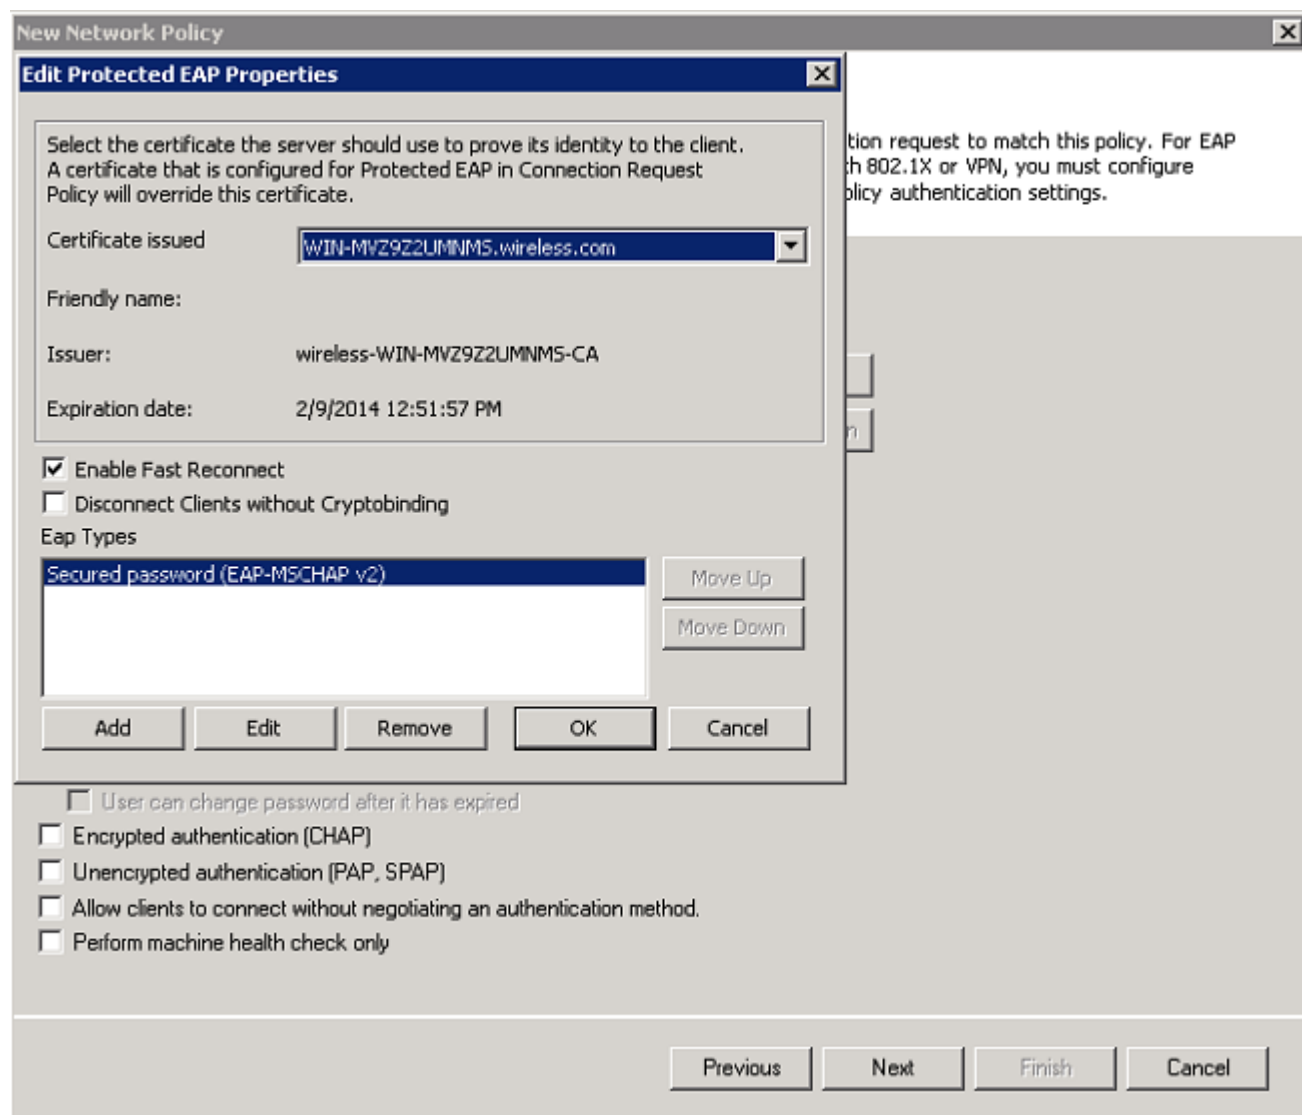 New Network Policy
Edit Protected EAP Properties
Select the certificate the server should use to prove its identity to the client.
A certificate that is configured for Protected EAP in Connection Request
Policy will override this certificate.
tion request to match this policy. For EAP
h 802.1X or VPN, you must configure
olicy authentication settings.
Certificate issued
WIN-MVZ9Z2UMNMS.wireless.com
Friendly name:
Issuer:
wireless-WIN-MVZ9Z2UMNMS-CA
Expiration date:
2/9/2014 12:51:57 PM
n
Enable Fast Reconnect
Disconnect Clients without Cryptobinding
Eap Types
Secured password (EAP-MSCHAP v2)
Move Up
Move Down
Add
Edit
Remove
OK
Cancel
User can change password after it has expired
Encrypted authentication (CHAP)
Unencrypted authentication (PAP, SPAP)
Allow clients to connect without negotiating an authentication method.
Perform machine health check only
Previous
Next
Finish
Cancel